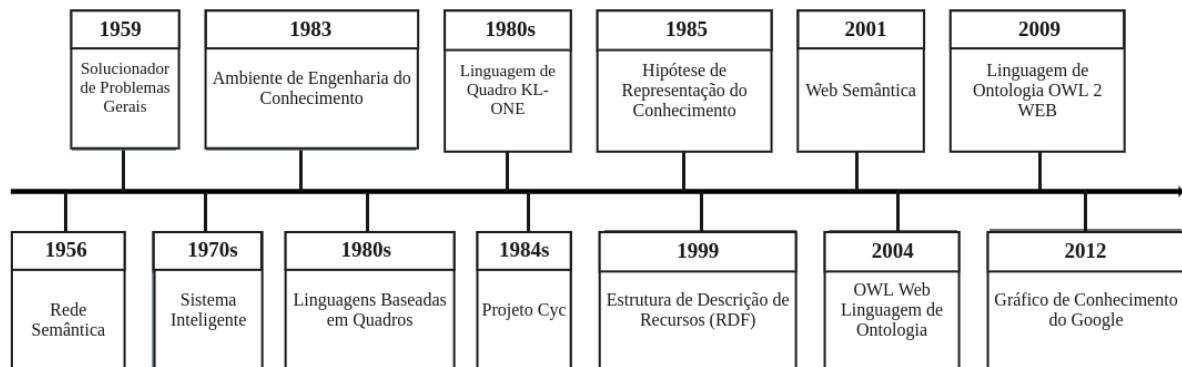 1959
Solucionador
de Problemas
Gerais
1983
Ambiente de Engenharia do
Conhecimento
1980s
Linguagem de
Quadro KL-
ONE
1985
Hipótese de
Representação do
Conhecimento
2001
Web Semântica
2009
Linguagem de
Ontologia OWL 2
WEB
1956
Rede
Semântica
1970s
Sistema
Inteligente
1980s
Linguagens Baseadas
em Quadros
1984s
Projeto Cyc
1999
Estrutura de Descrição de
Recursos (RDF)
2004
OWL Web
Linguagem de
Ontologia
2012
Gráfico de Conhecimento
do Google